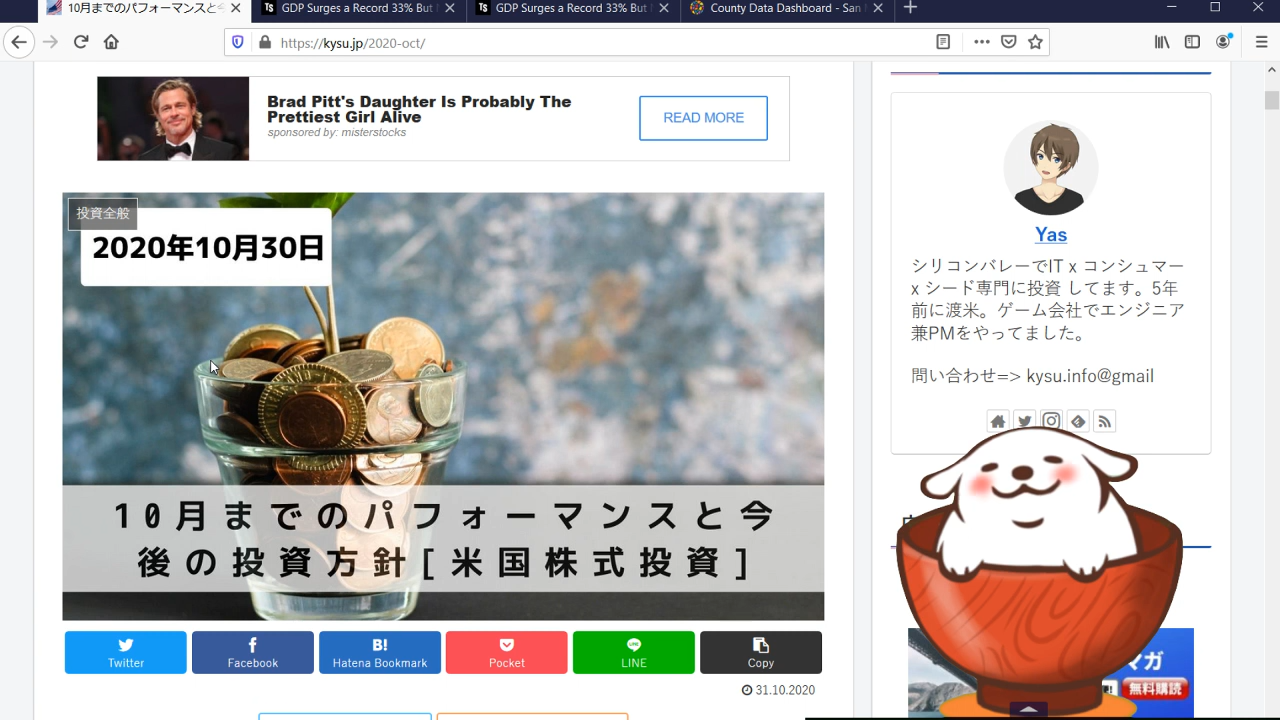 10月までのパフォーマンスと今
GDP Surges a Record 33% But
GDP Surges a Record 33% But
County Data Dashboard - San
https://kysu.jp/2020-oct/
Brad Pitt's Daughter Is Probably The
Prettiest Girl Alive
sponsored by: misterstocks
READ MORE
投資全般
2020年10月30日
10月までのパフォーマンスと今
後の投資方針[米国株式投資]
Twitter
Facebook
B!
Hatena Bookmark
Pocket
LINE
Copy
31.10.2020
Yas
シリコンバレーでIT x コンシュマー
x シード専門に投資 してます。5年
前に渡米。ゲーム会社でエンジニア
兼PMをやってました。
問い合わせ=> kysu.info@gmail
マガ
無料購読